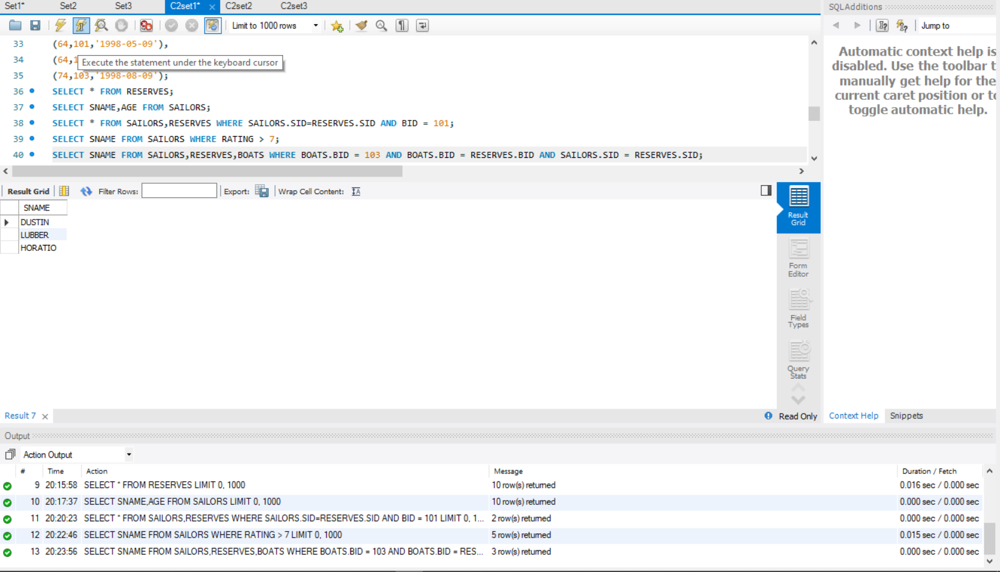 Set1* Set2 Set3 C2set1* × C2set2 C2set3
SQLAdditions
Limit to 1000 rows
Jump to
33 (64,101,'1998-05-09'),
34 (64,1
Execute the statement under the keyboard cursor
35 (74,103,'1998-08-09');
36 SELECT * FROM RESERVES;
37 SELECT SNAME,AGE FROM SAILORS;
38 SELECT * FROM SAILORS,RESERVES WHERE SAILORS.SID=RESERVES.SID AND BID = 101;
39 SELECT SNAME FROM SAILORS WHERE RATING > 7;
40 SELECT SNAME FROM SAILORS,RESERVES,BOATS WHERE BOATS.BID = 103 AND BOATS.BID = RESERVES.BID AND SAILORS.SID = RESERVES.SID;
Automatic context help is
disabled. Use the toolbar t
manually get help for the
current caret position or to
toggle automatic help.
Result Grid Filter Rows: Export: Wrap Cell Content: IA
SNAME
DUSTIN
LUBBER
HORATIO
Result
Grid
Form
Editor
Field
Types
Query
Stats
Result 7 ×
Read Only
Context Help Snippets
Output
Action Output
# Time Action Message Duration / Fetch
9 20:15:58 SELECT * FROM RESERVES LIMIT 0, 1000 10 row(s) returned 0.016 sec / 0.000 sec
10 20:17:37 SELECT SNAME,AGE FROM SAILORS LIMIT 0, 1000 10 row(s) returned 0.000 sec / 0.000 sec
11 20:20:23 SELECT * FROM SAILORS,RESERVES WHERE SAILORS.SID=RESERVES.SID AND BID = 101 LIMIT 0, 1... 2 row(s) returned 0.000 sec / 0.000 sec
12 20:22:46 SELECT SNAME FROM SAILORS WHERE RATING > 7 LIMIT 0, 1000 5 row(s) returned 0.015 sec / 0.000 sec
13 20:23:56 SELECT SNAME FROM SAILORS,RESERVES,BOATS WHERE BOATS.BID = 103 AND BOATS.BID = RES... 3 row(s) returned 0.000 sec / 0.000 sec